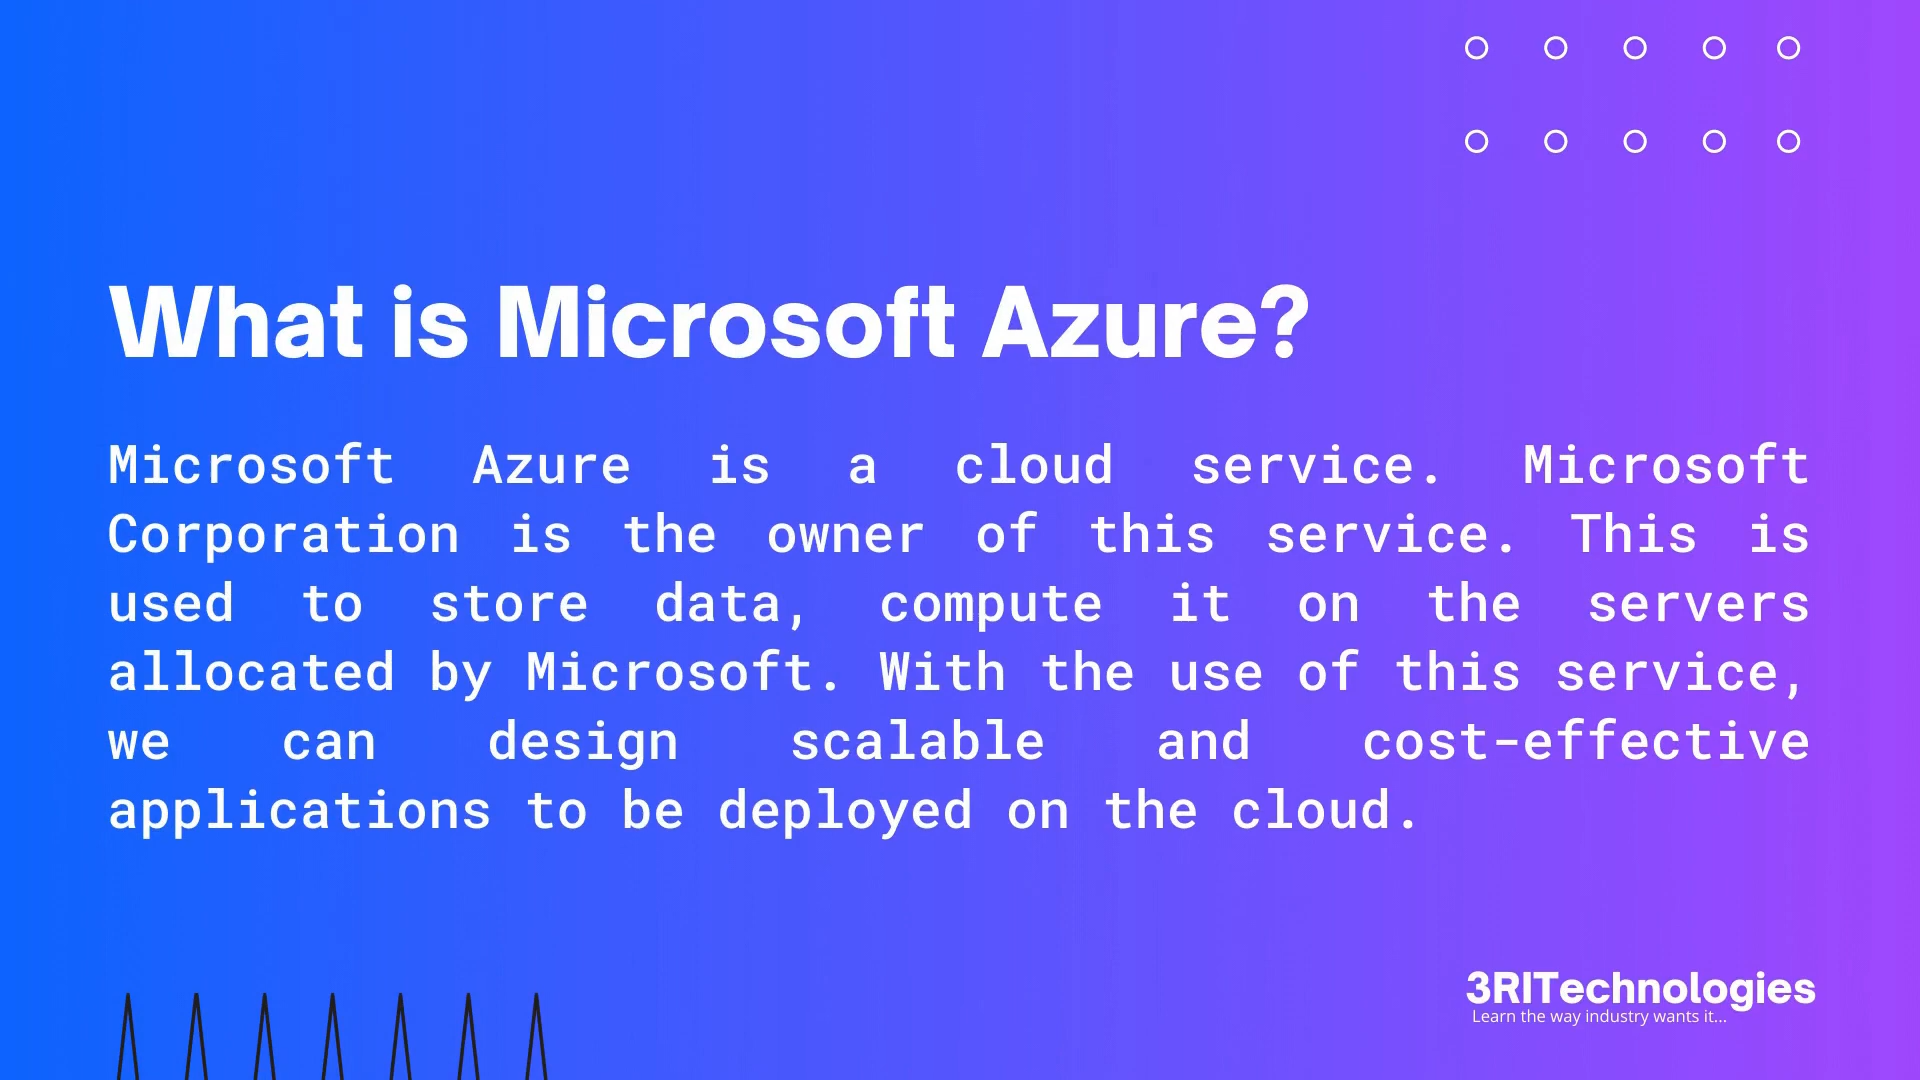 What is Microsoft Azure?
Microsoft Azure is a cloud service. Microsoft
Corporation is the owner of this service. This is
used to store data, compute it on the servers
allocated by Microsoft. With the use of this service,
we can design scalable and cost-effective
applications to be deployed on the cloud.
3RITechnologies
Learn the way industry wants it...